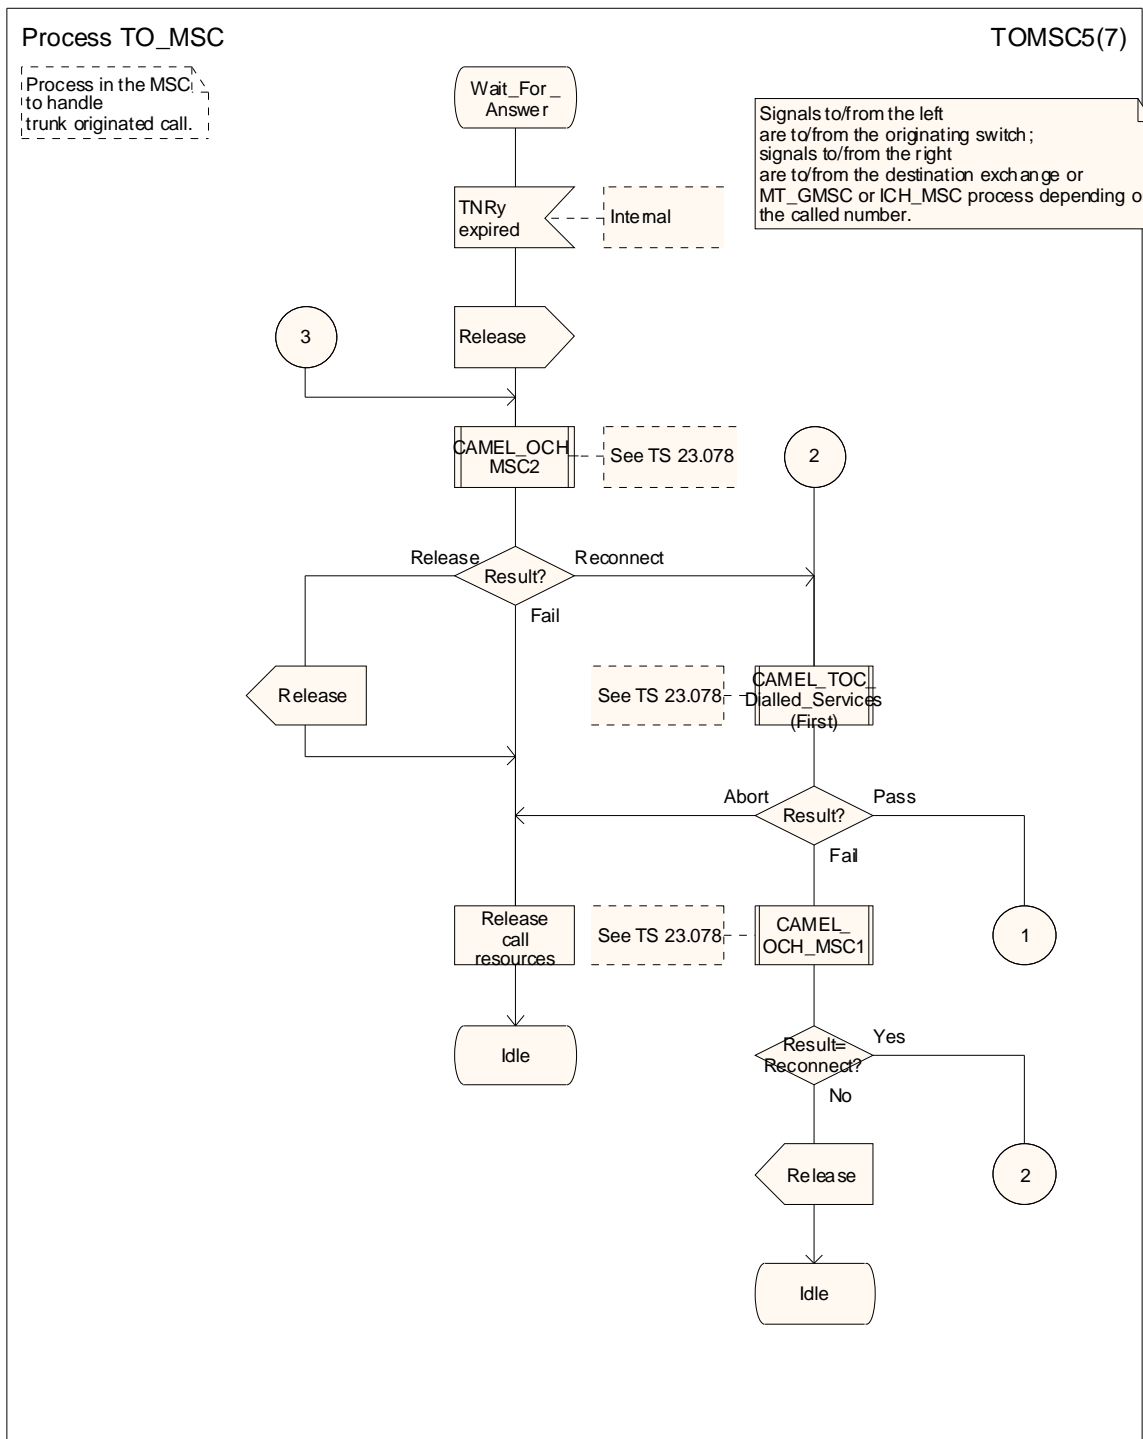 Process TO_MSC
TOMSC5(7)
Process in the MSC
to handle
trunk originated call.
Wait_For_
Answer
Signals to/from the left
are to/from the originating switch;
signals to/from the right
are to/from the destination exchange or
MT_GMSC or ICH_MSC process depending o
the called number.
TNRy
expired
Internal
3
Release
CAMEL_OCH_
MSC2
See TS 23.078
2
Release
Result?
Reconnect
Fail
Release
See TS 23.078
CAMEL_TOC_
Dialled_Services
(First)
Abort
Result?
Pass
Fail
Release
call
resources
See TS 23.078
CAMEL_
OCH_MSC1
1
Idle
Result=
Reconnect?
Yes
No
Release
2
Idle